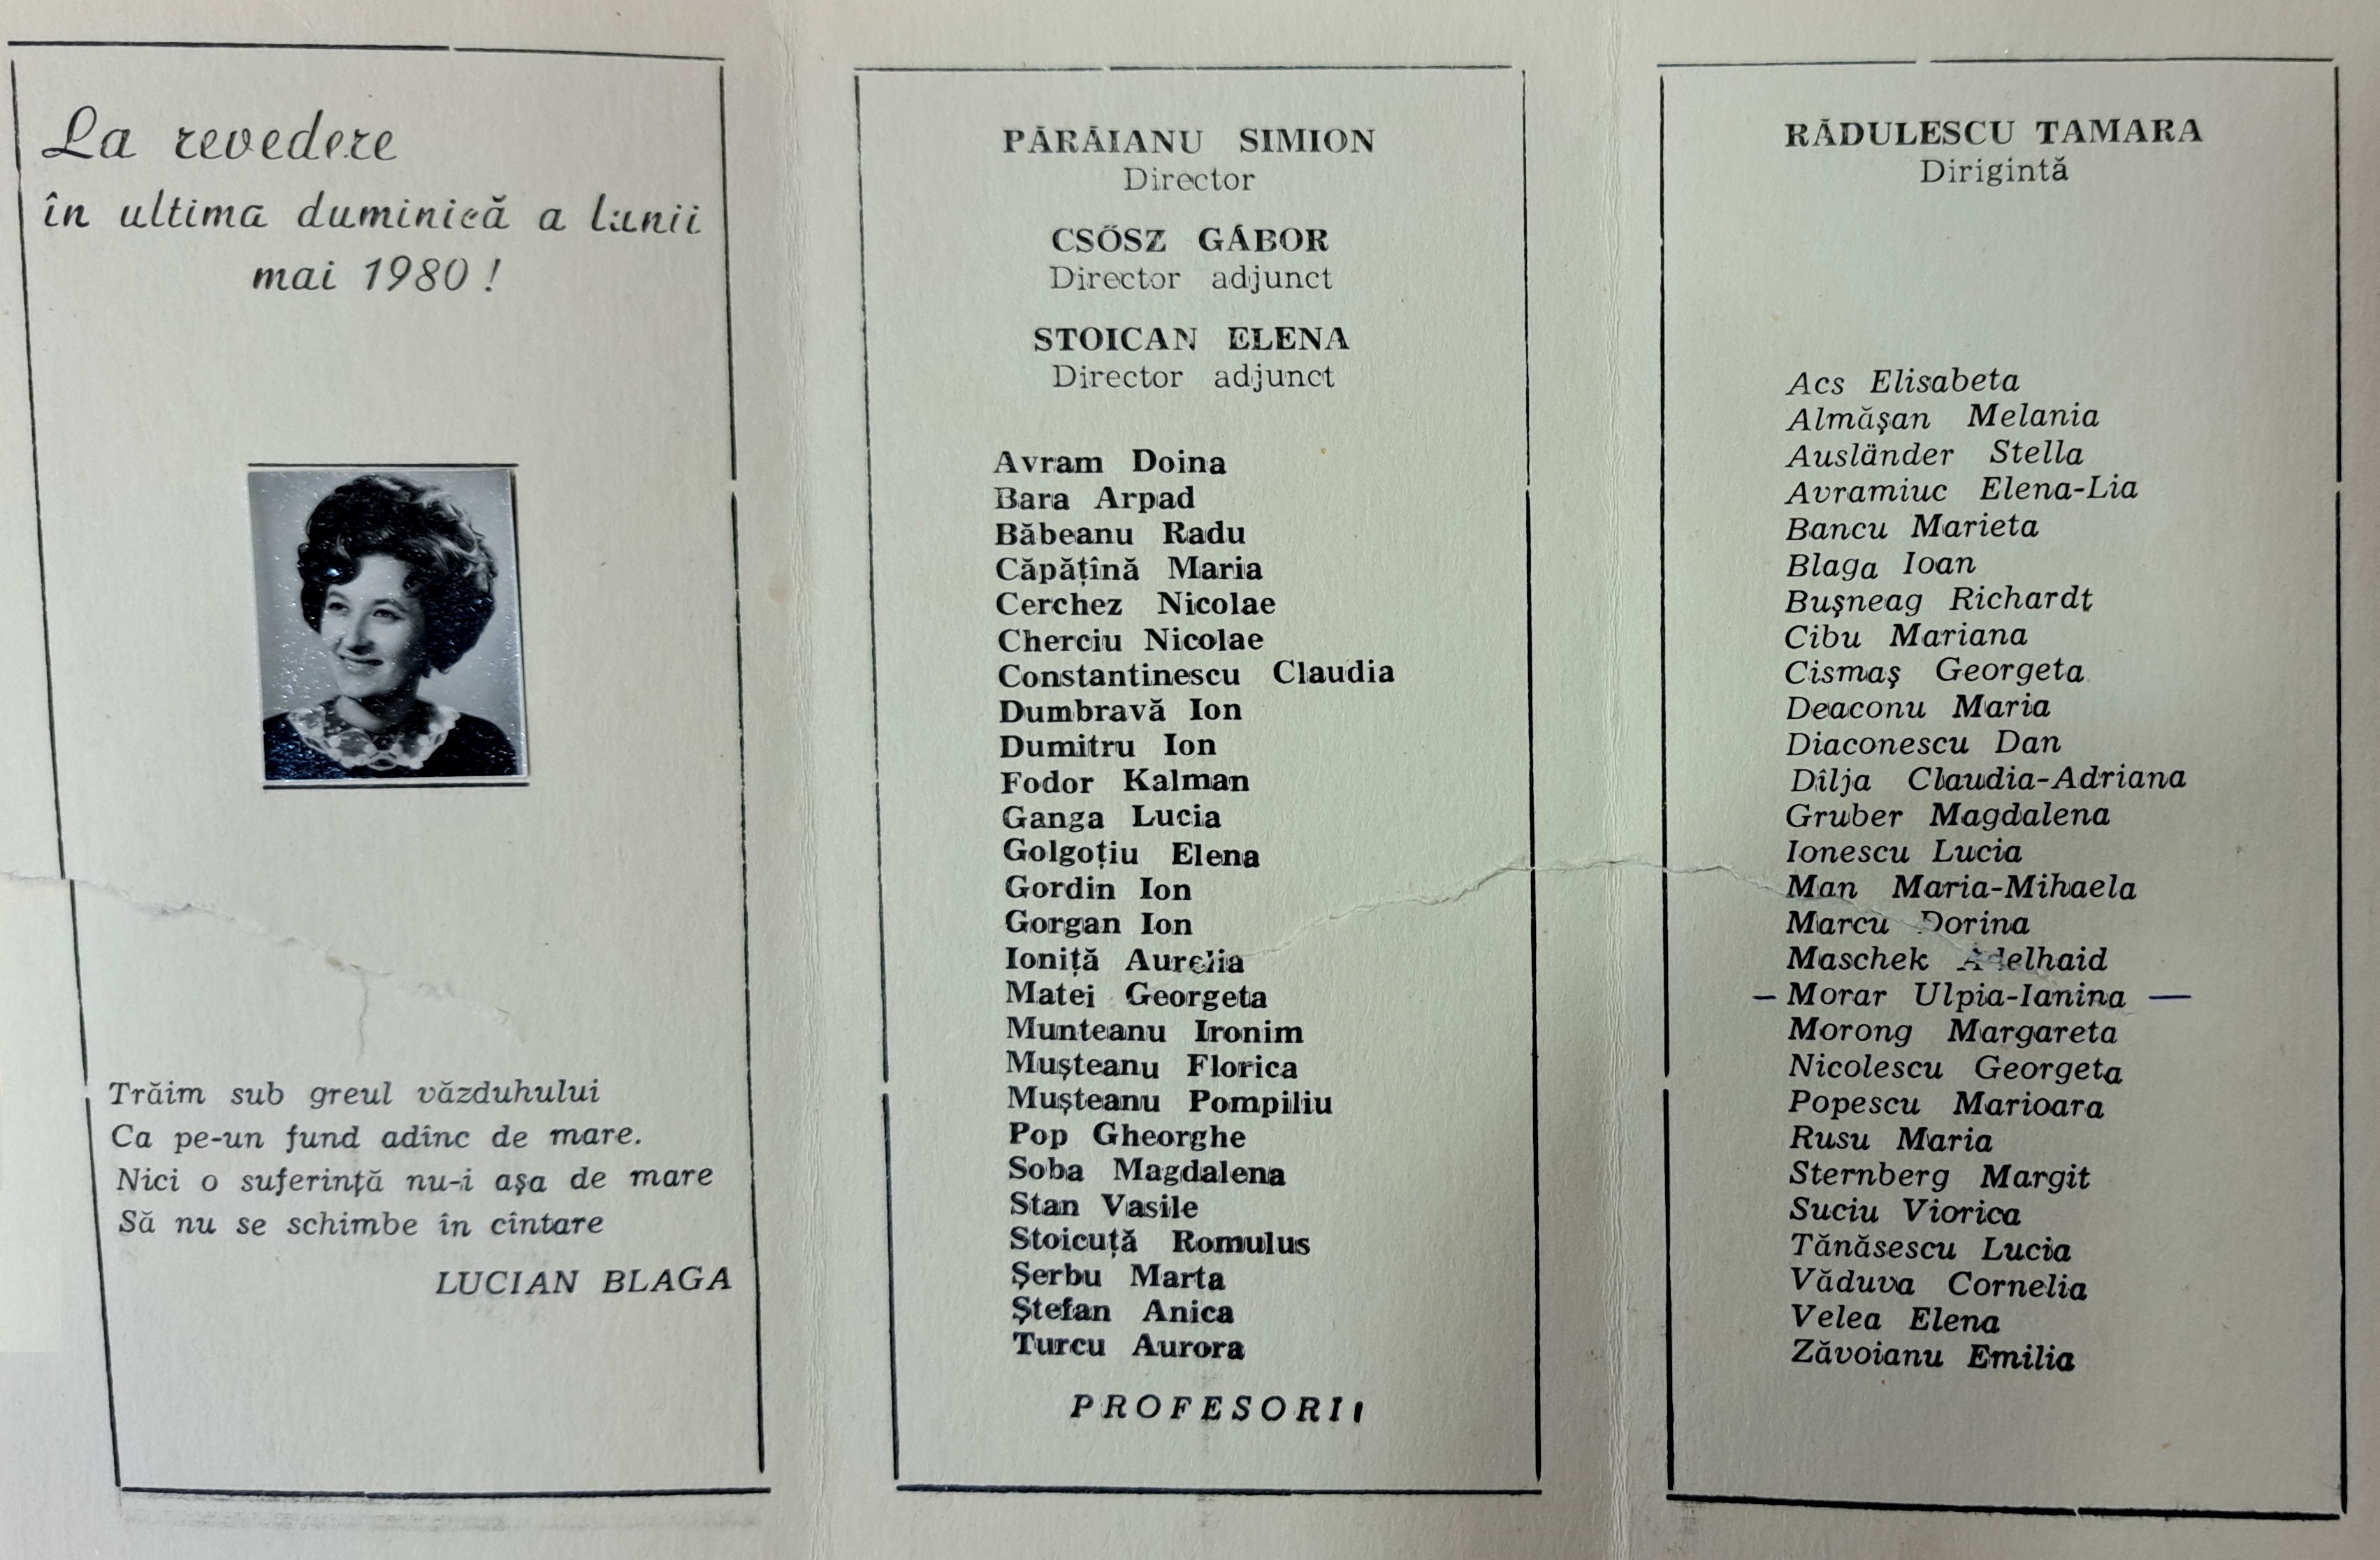 La revedere
în ultima duminică a lunii
mai 1980 !
Trăim sub greul văzduhului
Ca pe-un fund adînc de mare.
Nici o suferință nu-i așa de mare
Să nu se schimbe în cîntare
LUCIAN BLAGA
PĂRĂIANU SIMION
Director
CSŐSZ GÁBOR
Director adjunct
STOICAN ELENA
Director adjunct
Avram Doina
Bara Arpad
Băbeanu Radu
Căpățînă Maria
Cerchez Nicolae
Cherciu Nicolae
Constantinescu Claudia
Dumbravă Ion
Dumitru Ion
Fodor Kalman
Ganga Lucia
Golgoțiu Elena
Gordin Ion
Gorgan Ion
Ioniță Aurelia
Matei Georgeta
Munteanu Ironim
Mușteanu Florica
Mușteanu Pompiliu
Pop Gheorghe
Soba Magdalena
Stan Vasile
Stoicuță Romulus
Șerbu Marta
Ștefan Anica
Turcu Aurora
PROFESORII
RĂDULESCU TAMARA
Dirigintă
Acs Elisabeta
Almășan Melania
Ausländer Stella
Avramiuc Elena-Lia
Bancu Marieta
Blaga Ioan
Bușneag Richardt
Cibu Mariana
Cismaș Georgeta
Deaconu Maria
Diaconescu Dan
Dîlja Claudia-Adriana
Gruber Magdalena
Ionescu Lucia
Man Maria-Mihaela
Marcu Dorina
Maschek Adelhaid
– Morar Ulpia-Ianina —
Morong Margareta
Nicolescu Georgeta
Popescu Marioara
Rusu Maria
Sternberg Margit
Suciu Viorica
Tănăsescu Lucia
Văduva Cornelia
Velea Elena
Zăvoianu Emilia